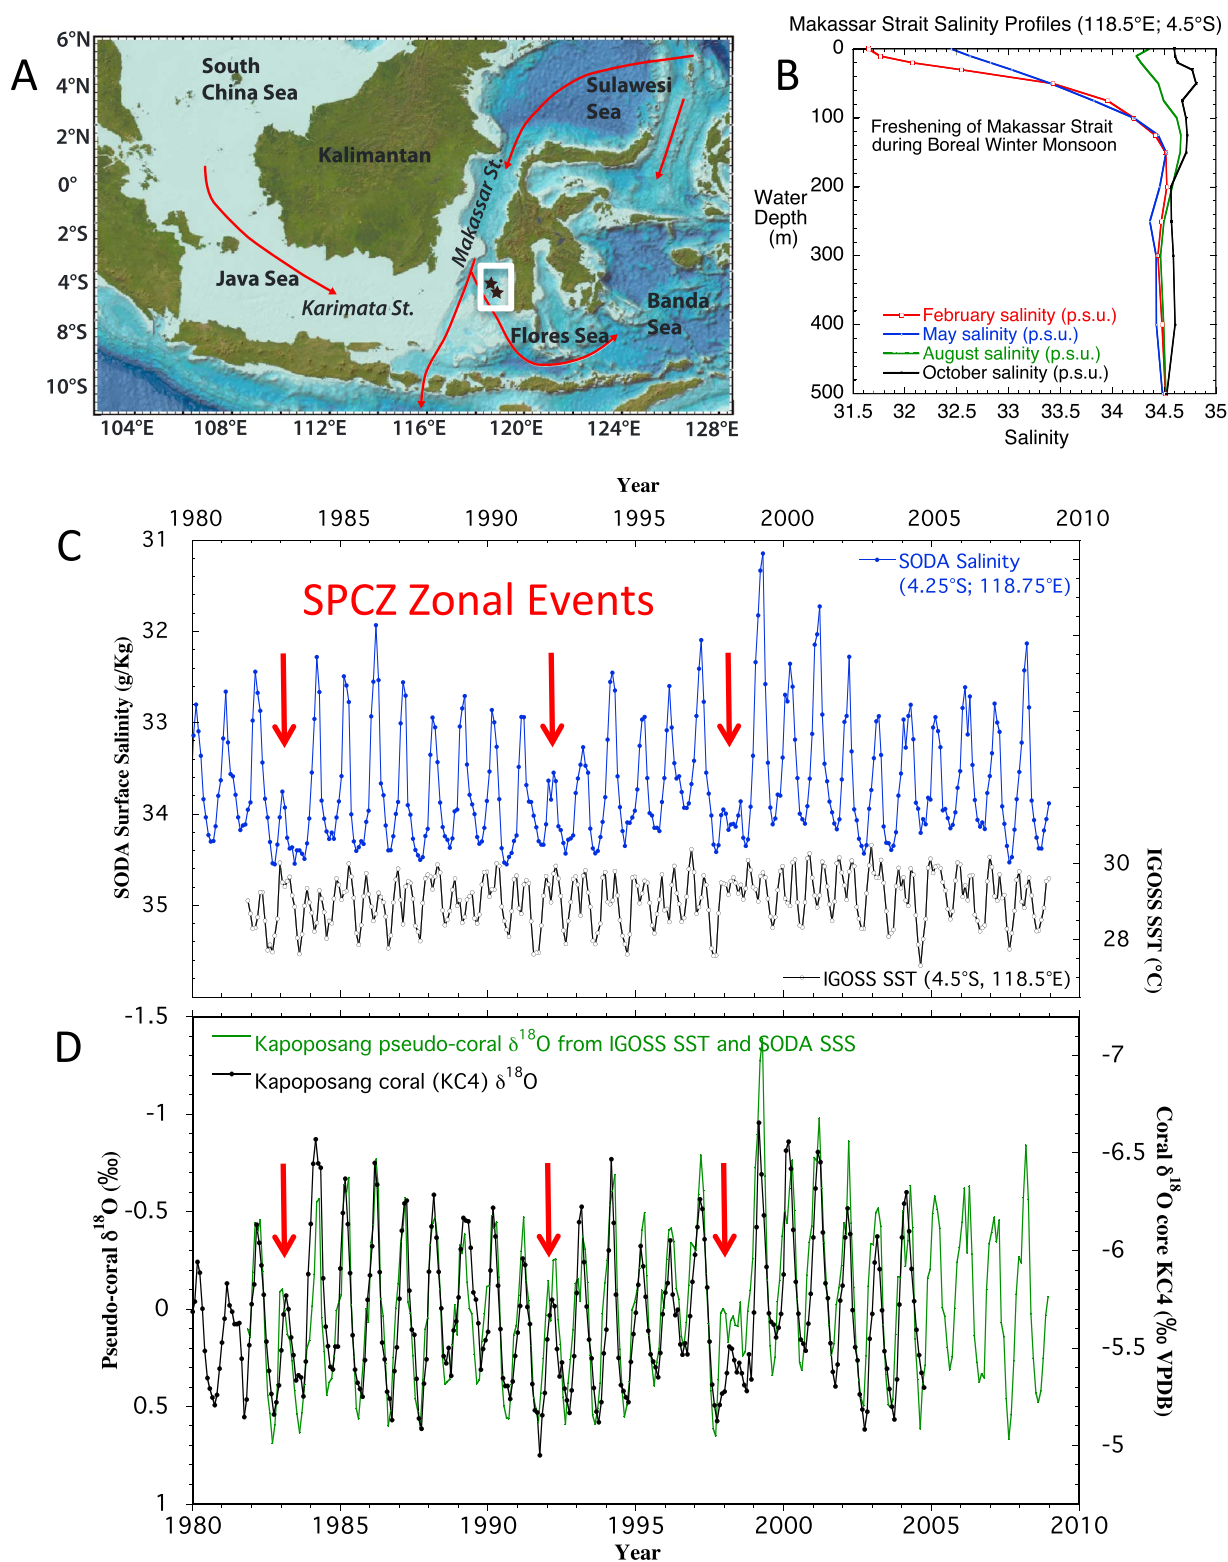 A
6°N
4°N
2°N
0°
2°S
4°S
8°S
10°S
104°E
108°E
112°E
116°E
120°E
124°E
128°E
South
China Sea
Kalimantan
Sulawesi
Sea
Makassar St.
Java Sea
Karimata St.
Flores Sea
Banda
Sea
B
Makassar Strait Salinity Profiles (118.5°E; 4.5°S)
0
100
200
300
400
500
Water
Depth
(m)
Freshening of Makassar Strait
during Boreal Winter Monsoon
February salinity (p.s.u.)
May salinity (p.s.u.)
August salinity (p.s.u.)
October salinity (p.s.u.)
31.5
32
32.5
33
33.5
34
34.5
35
Salinity
C
Year
1980
1985
1990
1995
2000
2005
2010
31
32
33
34
35
SODA Surface Salinity (g/Kg)
SPCZ Zonal Events
SODA Salinity
(4.25°S; 118.75°E)
30
28
IGOSS SST (°C)
IGOSS SST (4.5°S, 118.5°E)
D
-1.5
-1
-0.5
0
0.5
1
Pseudo-coral δ18O (‰)
Kapoposang pseudo-coral δ18O from IGOSS SST and SODA SSS
Kapoposang coral (KC4) δ18O
-7
-6.5
-6
-5.5
-5
Coral δ18O core KC4 (‰ VPDB)
1980
1985
1990
1995
2000
2005
2010
Year